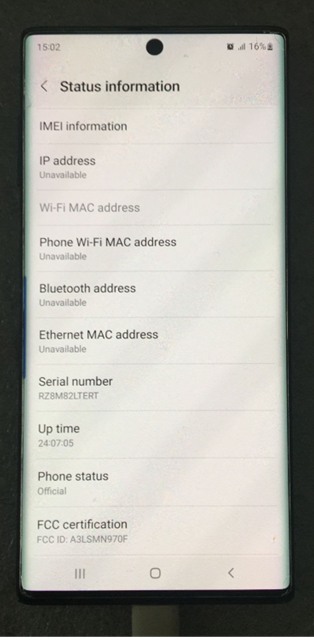 15:02
16%
Status information
IMEI information
IP address
Unavailable
Wi-Fi MAC address
Phone Wi-Fi MAC address
Unavailable
Bluetooth address
Unavailable
Ethernet MAC address
Unavailable
Serial number
RZ8M82LTERT
Up time
24:07:05
Phone status
Official
FCC certification
FCC ID: A3LSMN970F